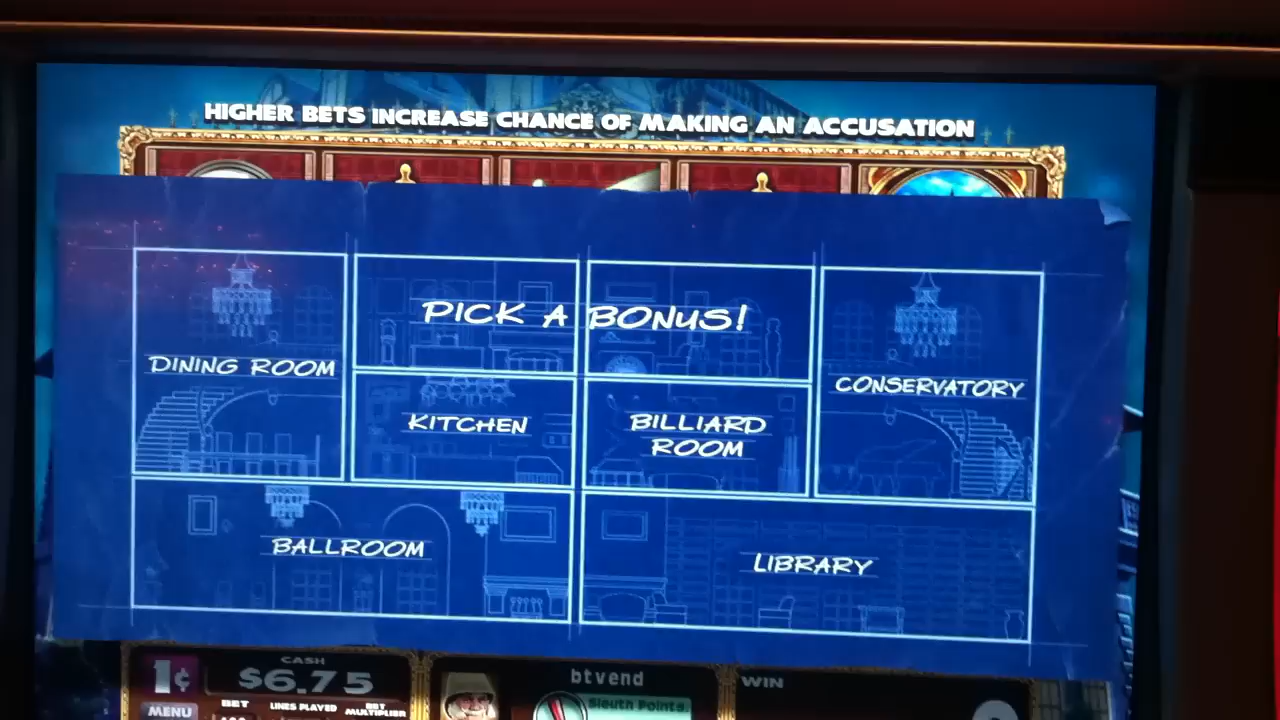 HIGHER BETS INCREASE CHANCE OF MAKING AN ACCUSATION
PICK A BONUS!
DINING ROOM
CONSERVATORY
KITCHEN
BILLIARD
ROOM
BALLROOM
LIBRARY
1¢
CASH
$6.75
btvend
WIN
MENU
BET
LINES PLAYED
BET
MULTIPLIER
Sleuth Points: